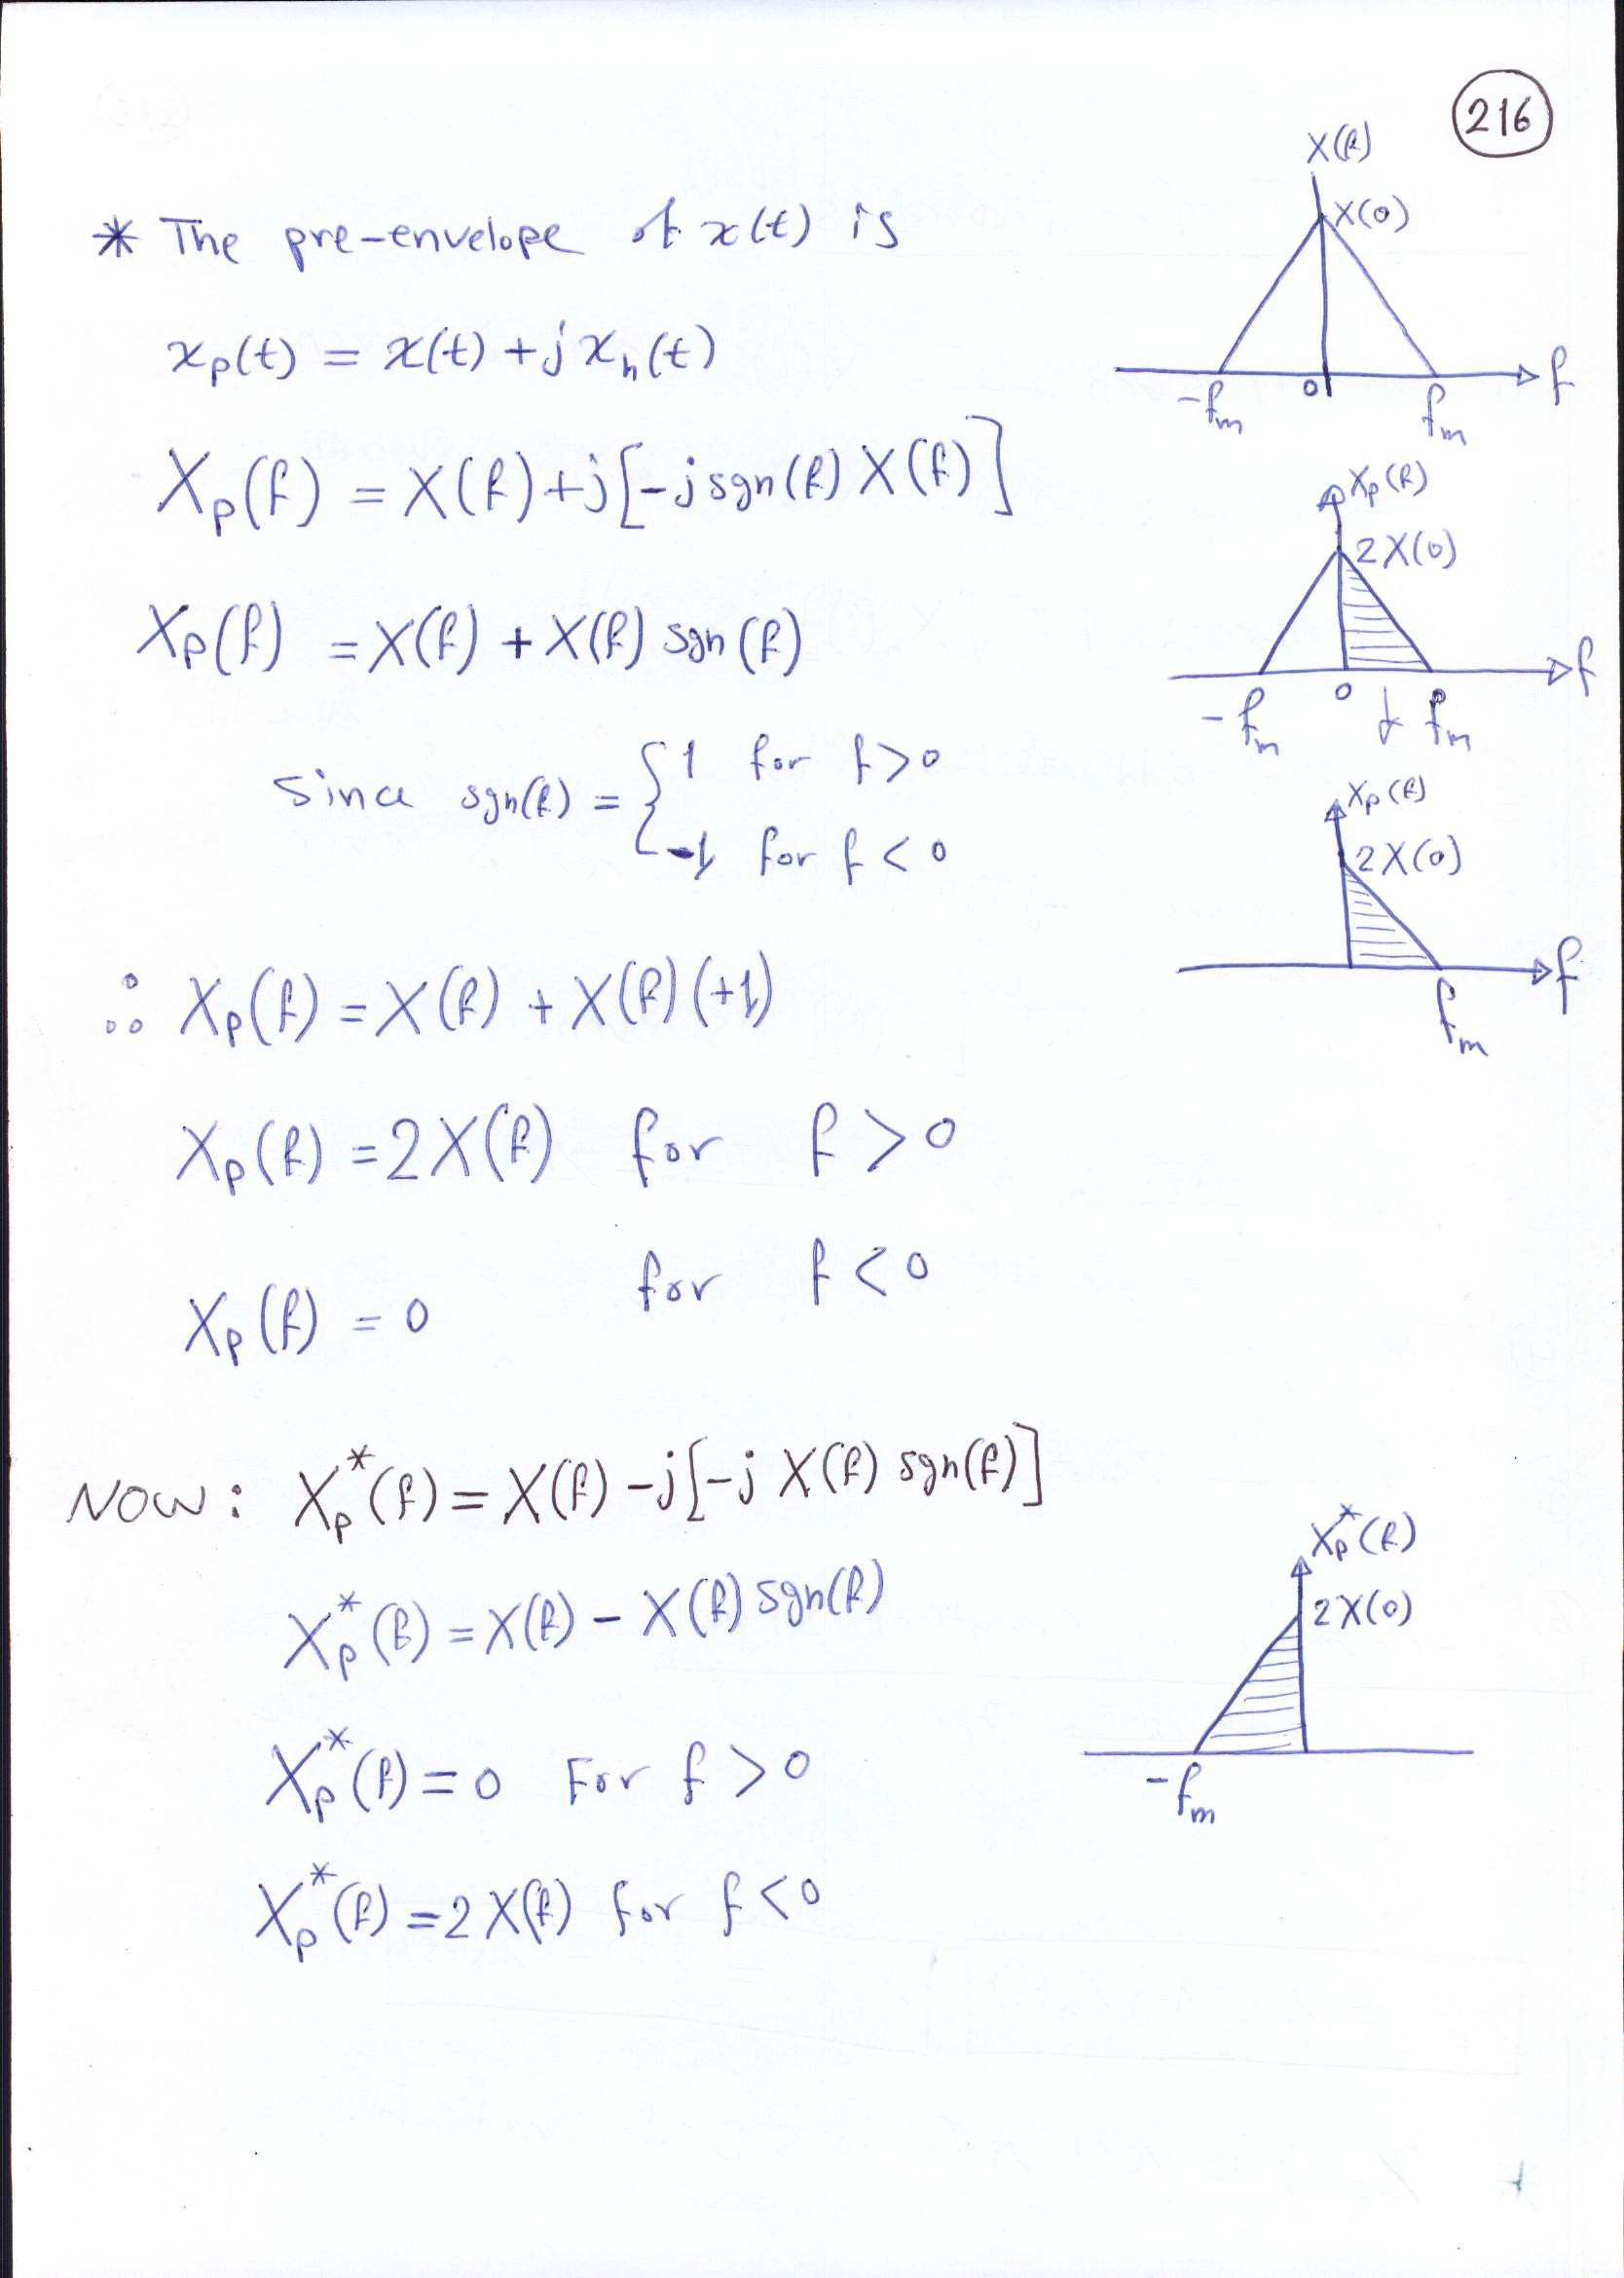 216
X(f)
X(0)
-fm 0 fm f
* The pre-envelope of x(t) is
xp(t) = x(t) + j xh(t)
Xp(f) = X(f) + j[-j sgn(f) X(f)]
Xp(f)
2X(0)
-fm 0 fm f
Xp(f) = X(f) + X(f) sgn(f)
Since sgn(f) = { 1 for f > 0
-1 for f < 0
Xp(f)
2X(0)
fm f
∴ Xp(f) = X(f) + X(f) (+1)
Xp(f) = 2X(f) for f > 0
Xp(f) = 0 for f < 0
NOW: Xp*(f) = X(f) - j[-j X(f) sgn(f)]
Xp*(f) = X(f) - X(f) sgn(f)
Xp*(f)
2X(0)
-fm
Xp*(f) = 0 For f > 0
Xp*(f) = 2X(f) for f < 0